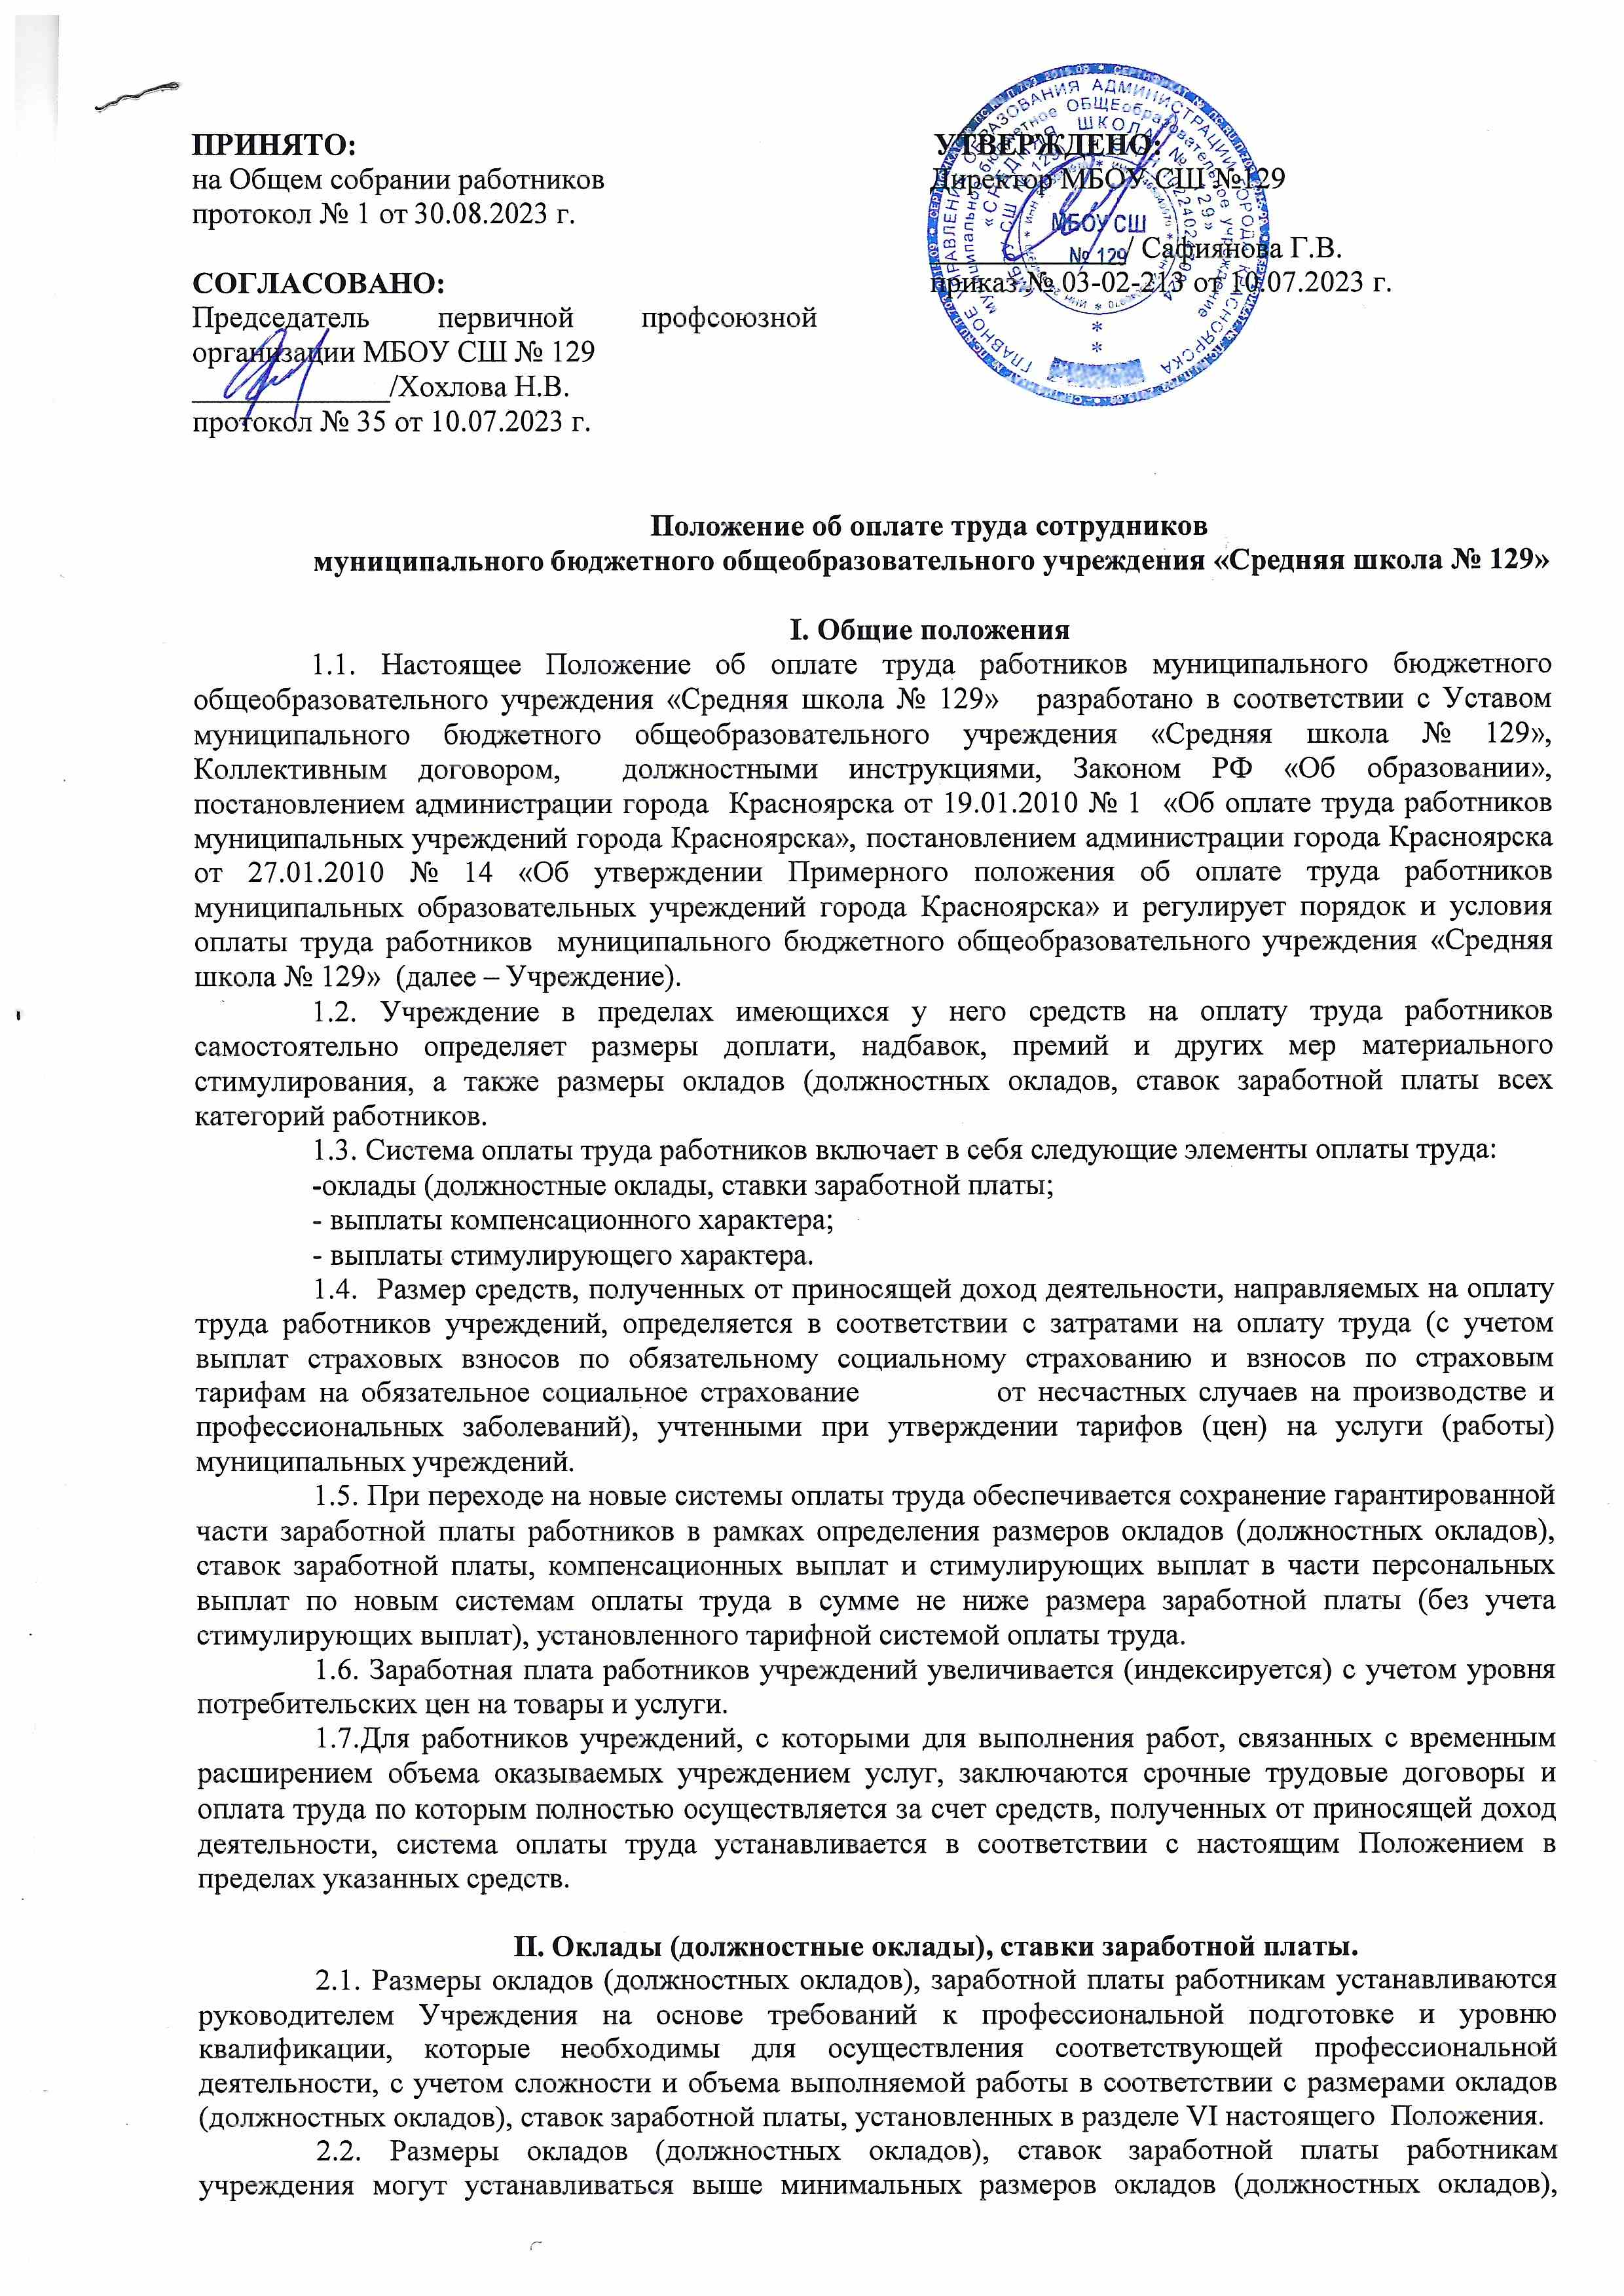 ПРИНЯТО:
на Общем собрании работников
протокол № 1 от 30.08.2023 г.
СОГЛАСОВАНО:
Председатель первичной профсоюзной
организации МБОУ СШ № 129
_____________/Хохлова Н.В.
протокол № 35 от 10.07.2023 г.
УТВЕРЖДЕНО:
Директор МБОУ СШ №129
_____________/ Сафиянова Г.В.
приказ № 03-02-213 от 10.07.2023 г.
ГЛАВНОЕ УПРАВЛЕНИЕ ОБРАЗОВАНИЯ АДМИНИСТРАЦИИ ГОРОДА КРАСНОЯРСКА
муниципальное бюджетное ОБЩЕобразовательное учреждение
«СРЕДНЯЯ ШКОЛА № 129»
МБОУ СШ
№ 129
Положение об оплате труда сотрудников
муниципального бюджетного общеобразовательного учреждения «Средняя школа № 129»
I. Общие положения
1.1. Настоящее Положение об оплате труда работников муниципального бюджетного
общеобразовательного учреждения «Средняя школа № 129» разработано в соответствии с Уставом
муниципального бюджетного общеобразовательного учреждения «Средняя школа № 129»,
Коллективным договором, должностными инструкциями, Законом РФ «Об образовании»,
постановлением администрации города Красноярска от 19.01.2010 № 1 «Об оплате труда работников
муниципальных учреждений города Красноярска», постановлением администрации города Красноярска
от 27.01.2010 № 14 «Об утверждении Примерного положения об оплате труда работников
муниципальных образовательных учреждений города Красноярска» и регулирует порядок и условия
оплаты труда работников муниципального бюджетного общеобразовательного учреждения «Средняя
школа № 129» (далее – Учреждение).
1.2. Учреждение в пределах имеющихся у него средств на оплату труда работников
самостоятельно определяет размеры доплати, надбавок, премий и других мер материального
стимулирования, а также размеры окладов (должностных окладов, ставок заработной платы всех
категорий работников.
1.3. Система оплаты труда работников включает в себя следующие элементы оплаты труда:
-оклады (должностные оклады, ставки заработной платы;
- выплаты компенсационного характера;
- выплаты стимулирующего характера.
1.4. Размер средств, полученных от приносящей доход деятельности, направляемых на оплату
труда работников учреждений, определяется в соответствии с затратами на оплату труда (с учетом
выплат страховых взносов по обязательному социальному страхованию и взносов по страховым
тарифам на обязательное социальное страхование от несчастных случаев на производстве и
профессиональных заболеваний), учтенными при утверждении тарифов (цен) на услуги (работы)
муниципальных учреждений.
1.5. При переходе на новые системы оплаты труда обеспечивается сохранение гарантированной
части заработной платы работников в рамках определения размеров окладов (должностных окладов),
ставок заработной платы, компенсационных выплат и стимулирующих выплат в части персональных
выплат по новым системам оплаты труда в сумме не ниже размера заработной платы (без учета
стимулирующих выплат), установленного тарифной системой оплаты труда.
1.6. Заработная плата работников учреждений увеличивается (индексируется) с учетом уровня
потребительских цен на товары и услуги.
1.7.Для работников учреждений, с которыми для выполнения работ, связанных с временным
расширением объема оказываемых учреждением услуг, заключаются срочные трудовые договоры и
оплата труда по которым полностью осуществляется за счет средств, полученных от приносящей доход
деятельности, система оплаты труда устанавливается в соответствии с настоящим Положением в
пределах указанных средств.
II. Оклады (должностные оклады), ставки заработной платы.
2.1. Размеры окладов (должностных окладов), заработной платы работникам устанавливаются
руководителем Учреждения на основе требований к профессиональной подготовке и уровню
квалификации, которые необходимы для осуществления соответствующей профессиональной
деятельности, с учетом сложности и объема выполняемой работы в соответствии с размерами окладов
(должностных окладов), ставок заработной платы, установленных в разделе VI настоящего Положения.
2.2. Размеры окладов (должностных окладов), ставок заработной платы работникам
учреждения могут устанавливаться выше минимальных размеров окладов (должностных окладов),